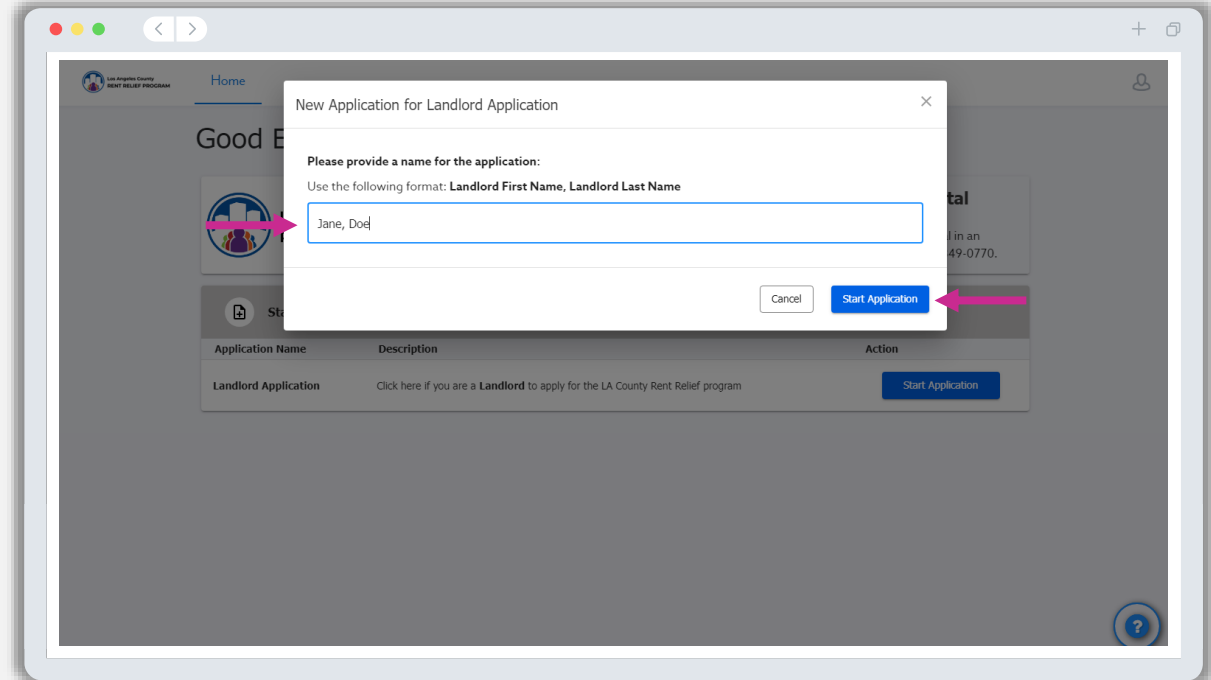 Los Angeles County
RENT RELIEF PROGRAM
Home
Good E
New Application for Landlord Application
Please provide a name for the application:
Use the following format: Landlord First Name, Landlord Last Name
Jane, Doe
Cancel
Start Application
tal
l in an
49-0770.
Sta
Application Name Description Action
Landlord Application Click here if you are a Landlord to apply for the LA County Rent Relief program Start Application
?